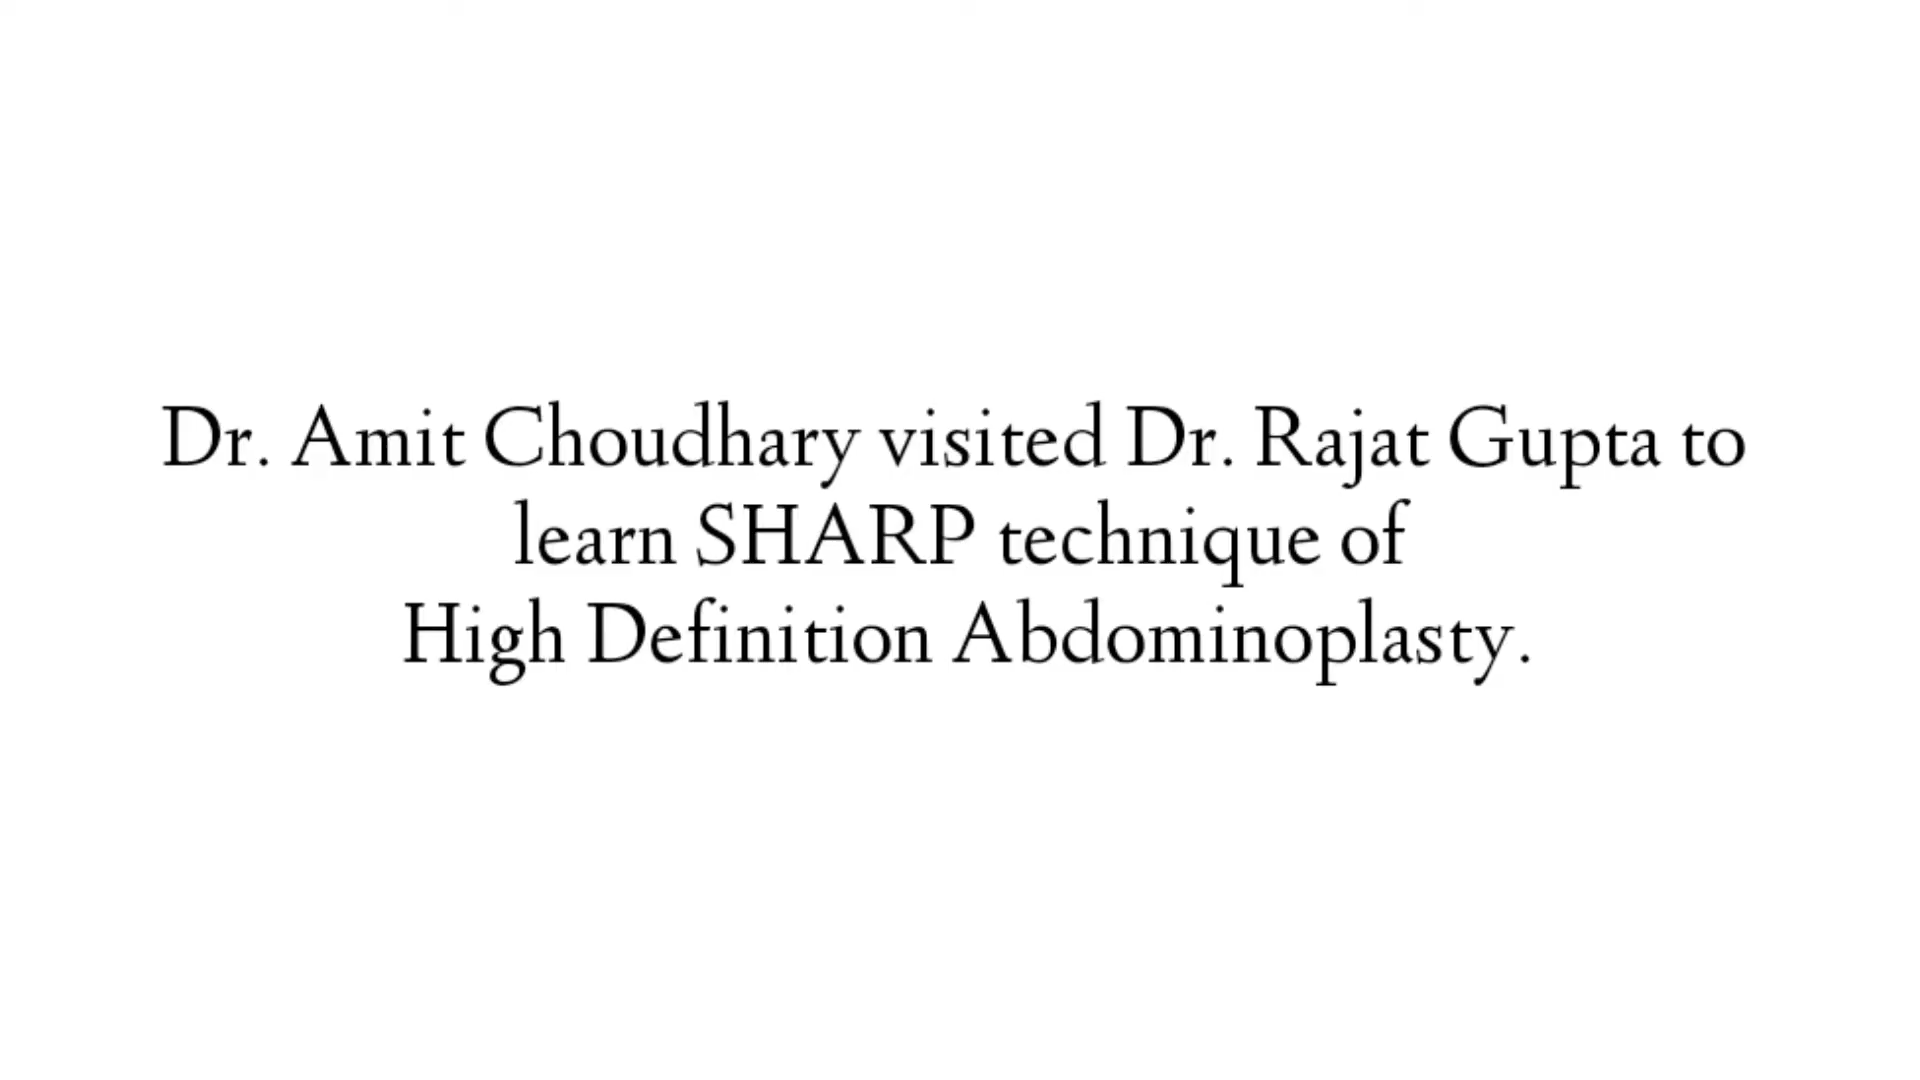 Dr. Amit Choudhary visited Dr. Rajat Gupta to
learn SHARP technique of
High Definition Abdominoplasty.